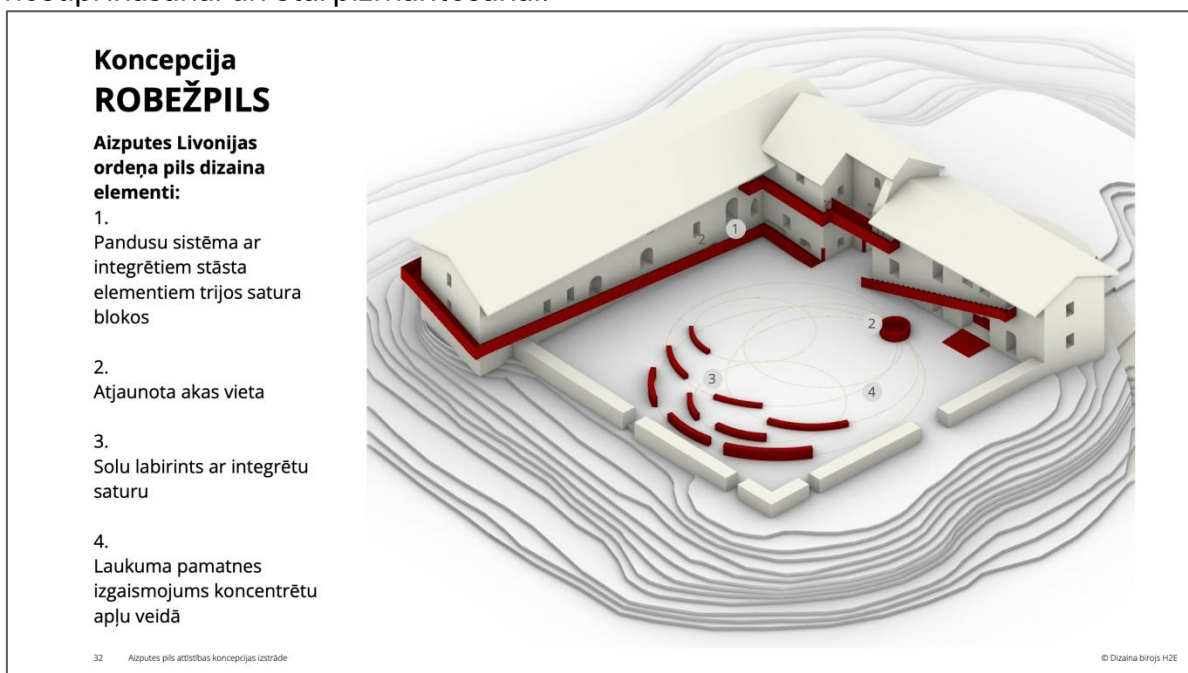 Koncepcija
ROBEŽPILS
Aizputes Livonijas
ordeņa pils dizaina
elementi:
1.
Pandusu sistēma ar
integrētiem stāsta
elementiem trijos satura
blokos
2.
Atjaunota akas vieta
3.
Solu labirints ar integrētu
saturu
4.
Laukuma pamatnes
izgaismojums koncentrētu
apļu veidā
1
2
2
3
4
32 Aizputes pils attīstības koncepcijas izstrāde
© Dizaina birojs H2E